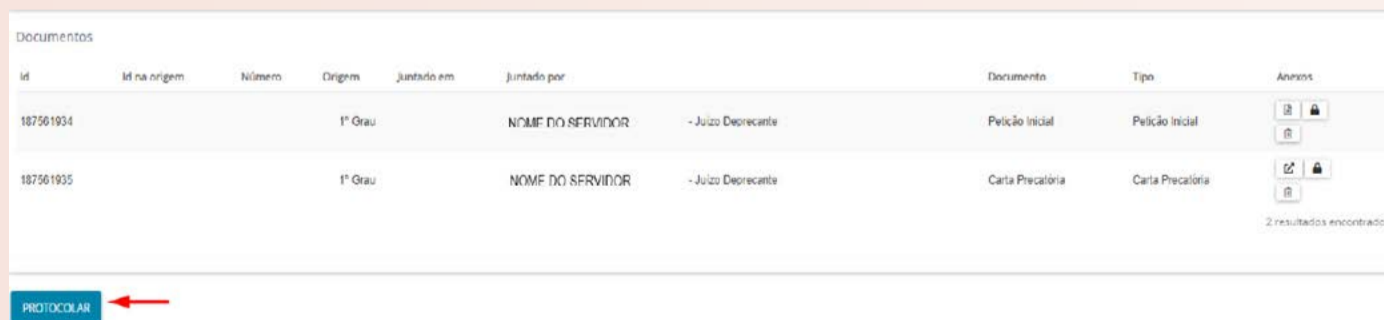 Documentos
Id Id na origem Número Origem Juntado em Juntado por Documento Tipo Anexos
187561934 1º Grau NOME DO SERVIDOR - Juízo Deprecante Petição Inicial Petição Inicial
187561935 1º Grau NOME DO SERVIDOR - Juízo Deprecante Carta Precatória Carta Precatória
2 resultados encontrado
PROTOCOLAR